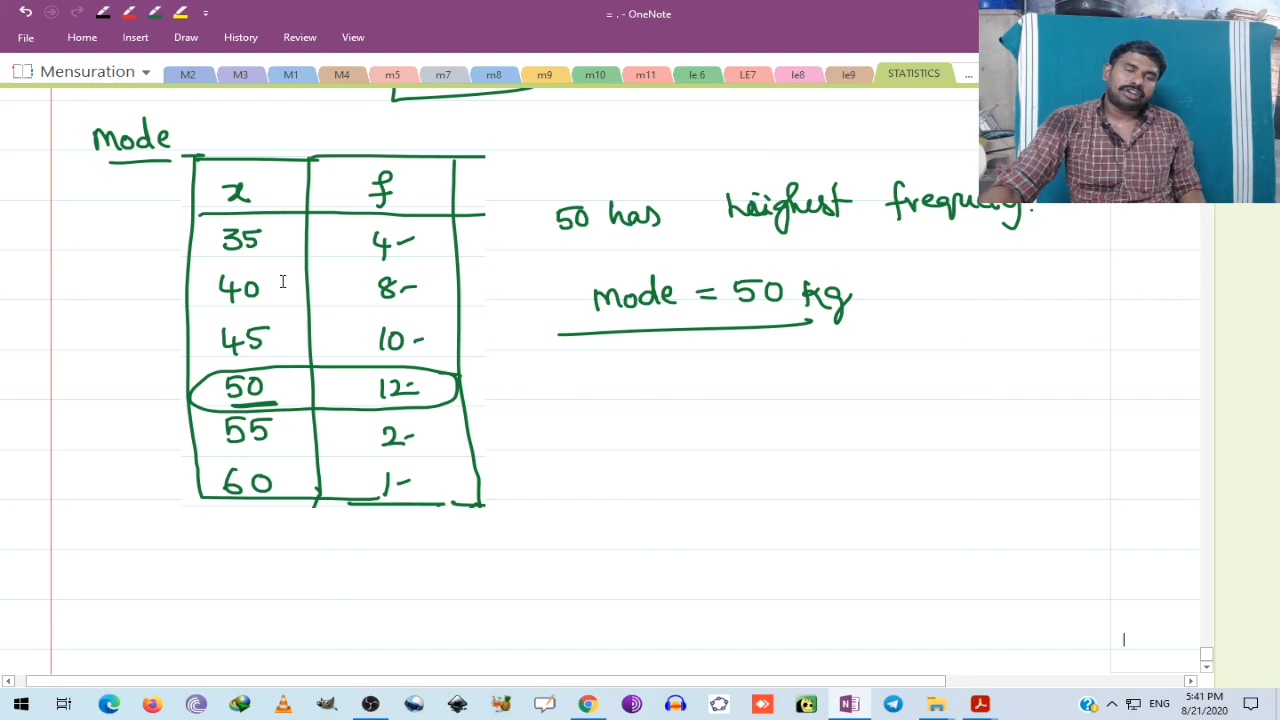 = . - OneNote
File Home Insert Draw History Review View
Mensuration M2 M3 M1 M4 m5 m7 m8 m9 m10 m11 le 6 LE7 le8 le9 STATISTICS ...
Mode
x f
35 4
40 8
45 10
50 12
55 2
60 1
50 has highest frequency.
mode = 50 kg
ENG
5:41 PM
8/21/2020